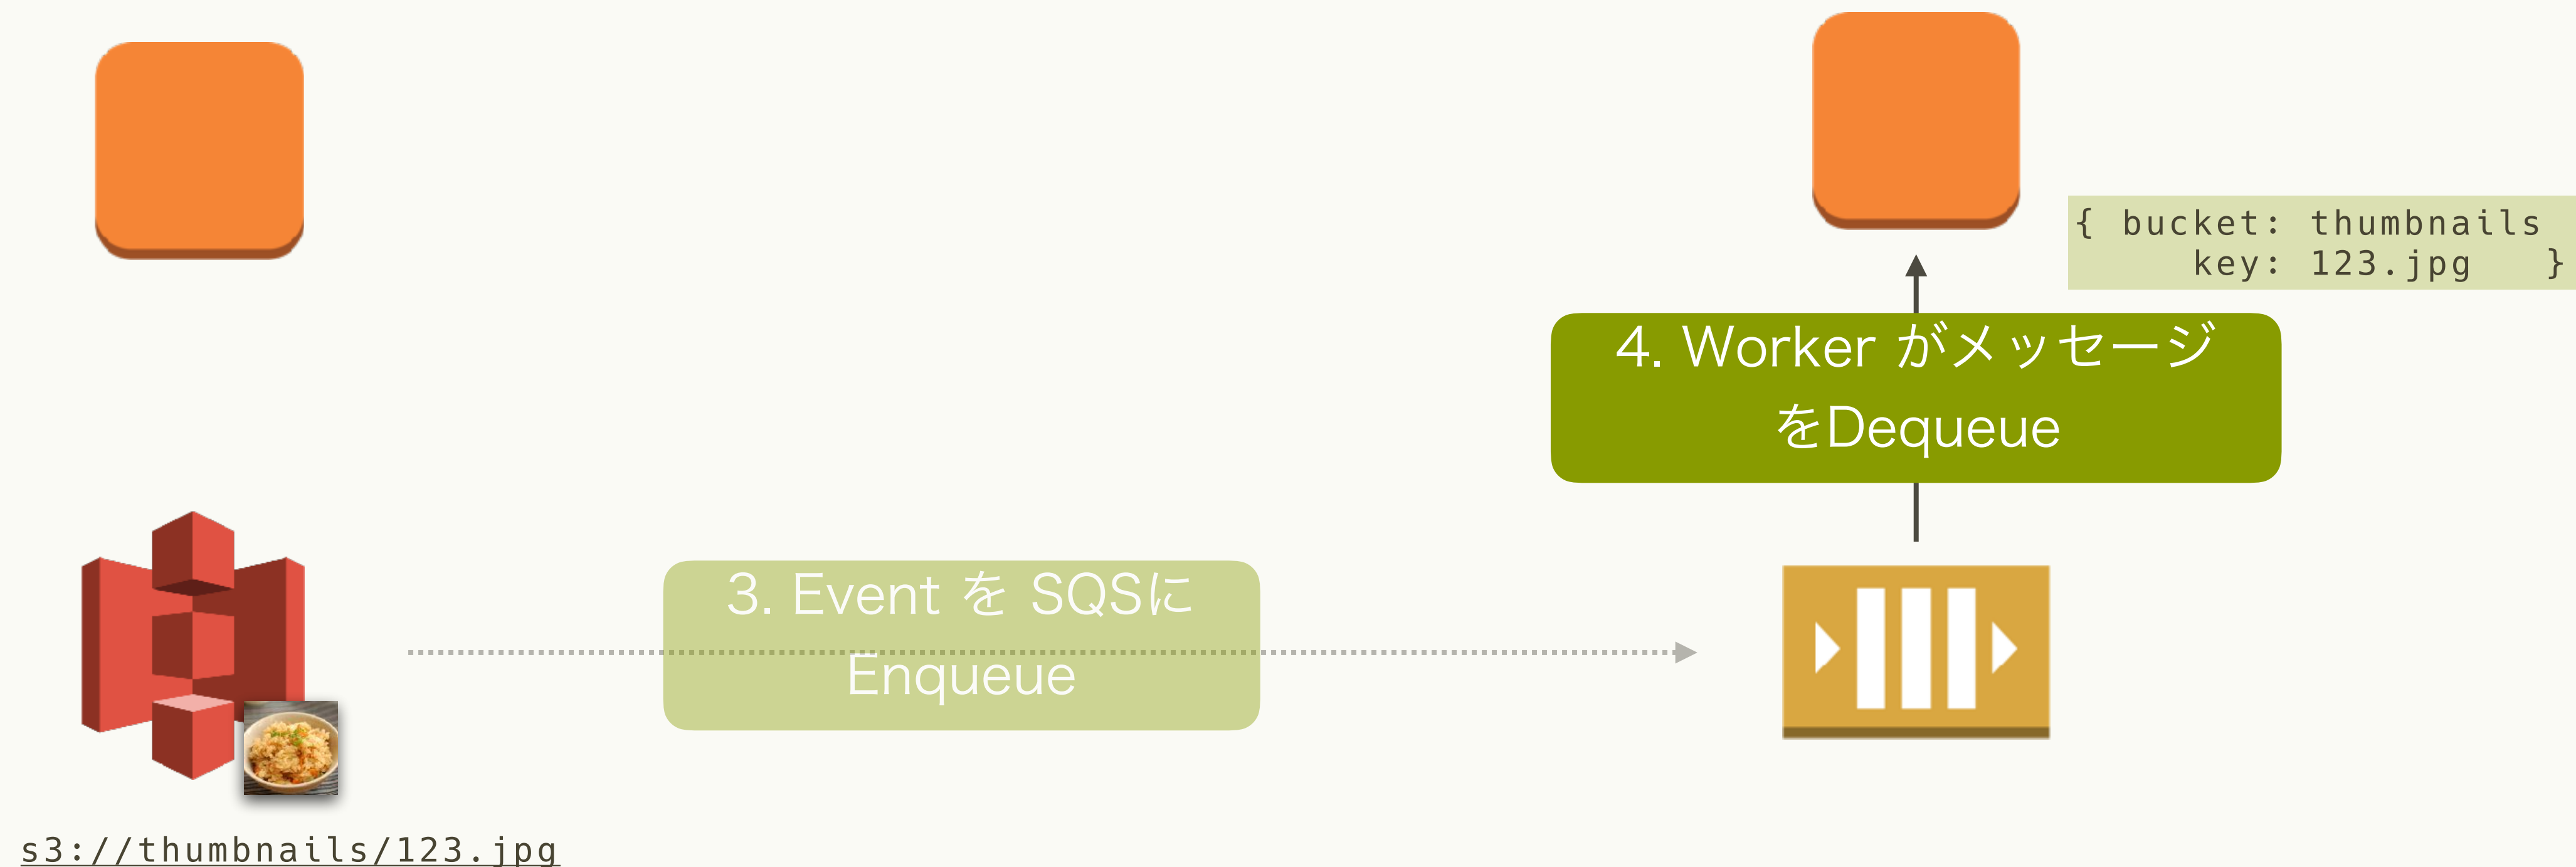 { bucket: thumbnails
key: 123.jpg }
4. Worker がメッセージ
をDequeue
3. Event を SQSに
Enqueue
s3://thumbnails/123.jpg